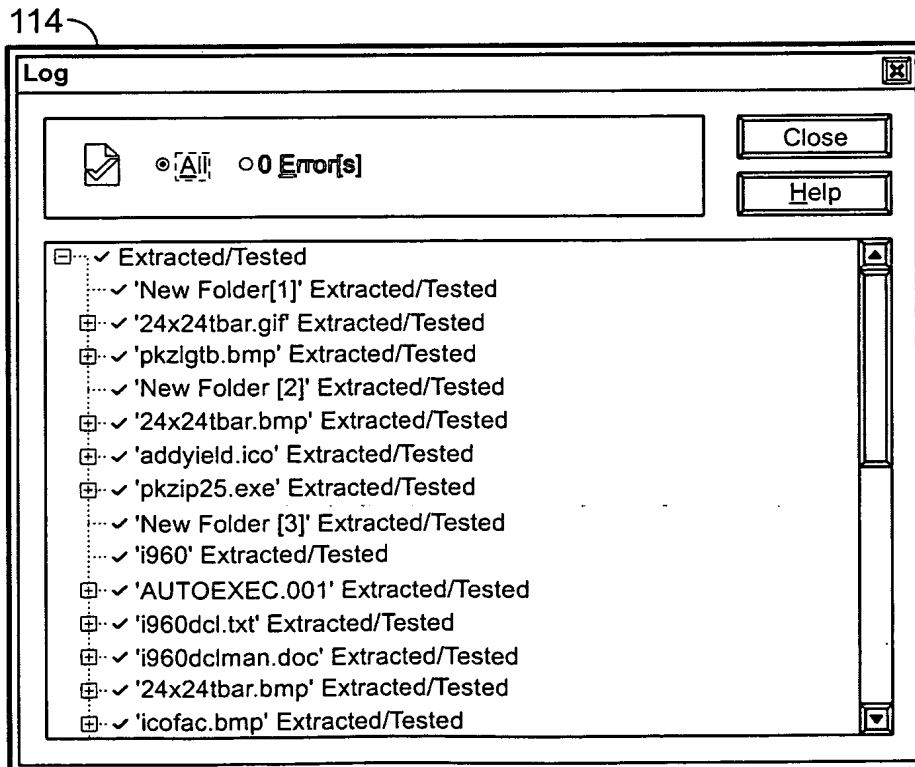 114
Log
All 0 Error[s]
Close
Help
Extracted/Tested
'New Folder[1]' Extracted/Tested
'24x24tbar.gif' Extracted/Tested
'pkzlgtb.bmp' Extracted/Tested
'New Folder [2]' Extracted/Tested
'24x24tbar.bmp' Extracted/Tested
'addyield.ico' Extracted/Tested
'pkzip25.exe' Extracted/Tested
'New Folder [3]' Extracted/Tested
'i960' Extracted/Tested
'AUTOEXEC.001' Extracted/Tested
'i960dcl.txt' Extracted/Tested
'i960dclman.doc' Extracted/Tested
'24x24tbar.bmp' Extracted/Tested
'icofac.bmp' Extracted/Tested